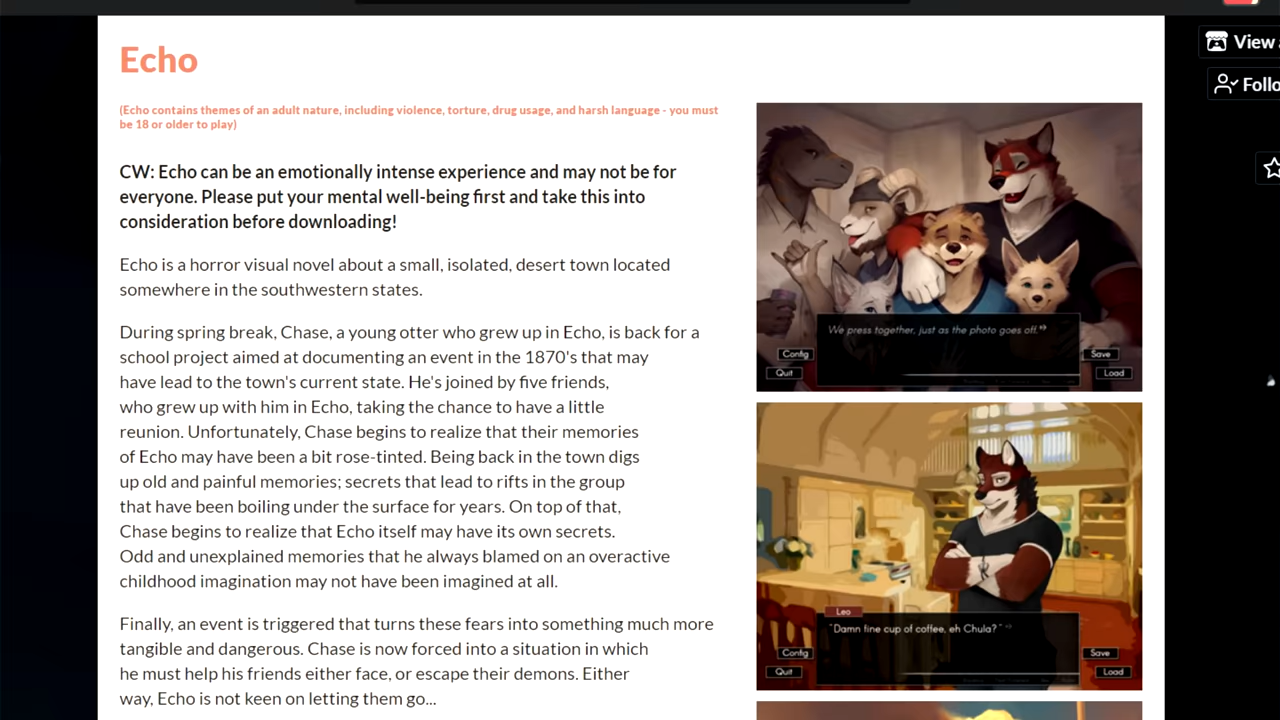 Echo
(Echo contains themes of an adult nature, including violence, torture, drug usage, and harsh language - you must
be 18 or older to play)
CW: Echo can be an emotionally intense experience and may not be for
everyone. Please put your mental well-being first and take this into
consideration before downloading!
Echo is a horror visual novel about a small, isolated, desert town located
somewhere in the southwestern states.
During spring break, Chase, a young otter who grew up in Echo, is back for a
school project aimed at documenting an event in the 1870's that may
have lead to the town's current state. He's joined by five friends,
who grew up with him in Echo, taking the chance to have a little
reunion. Unfortunately, Chase begins to realize that their memories
of Echo may have been a bit rose-tinted. Being back in the town digs
up old and painful memories; secrets that lead to rifts in the group
that have been boiling under the surface for years. On top of that,
Chase begins to realize that Echo itself may have its own secrets.
Odd and unexplained memories that he always blamed on an overactive
childhood imagination may not have been imagined at all.
Finally, an event is triggered that turns these fears into something much more
tangible and dangerous. Chase is now forced into a situation in which
he must help his friends either face, or escape their demons. Either
way, Echo is not keen on letting them go...
We press together, just as the photo goes off.
Config
Save
Quit
Load
Leo
"Damn fine cup of coffee, eh Chula?"
Config
Save
Quit
Load
View
Follo